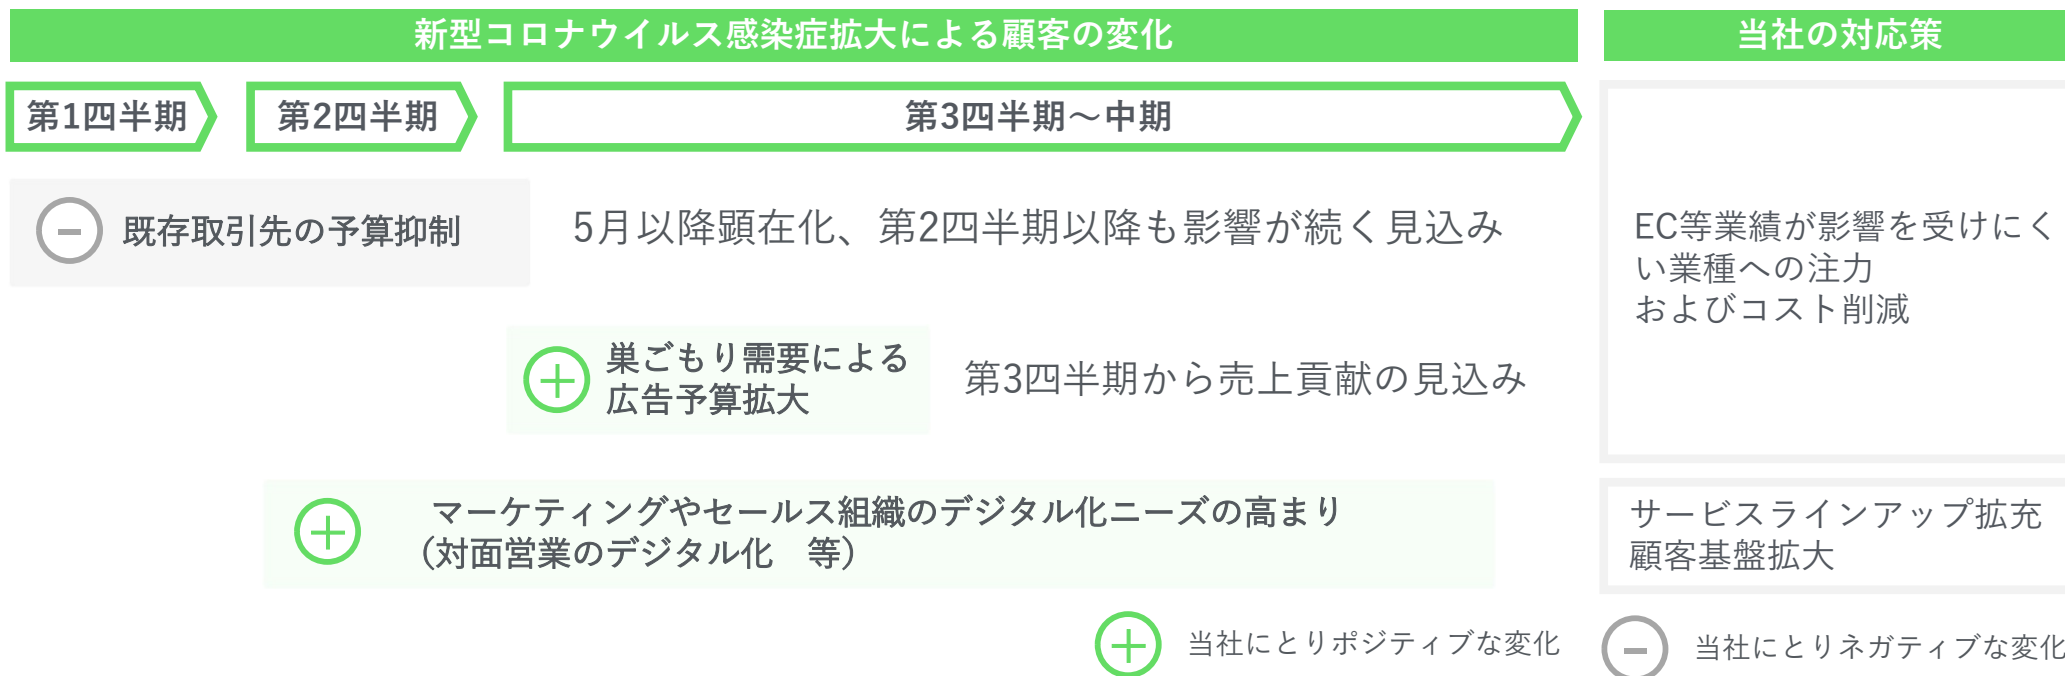 新型コロナウイルス感染症拡大による顧客の変化
当社の対応策
第1四半期
第2四半期
第3四半期～中期
既存取引先の予算抑制
5月以降顕在化、第2四半期以降も影響が続く見込み
EC等業績が影響を受けにく
い業種への注力
およびコスト削減
巣ごもり需要による
広告予算拡大
第3四半期から売上貢献の見込み
マーケティングやセールス組織のデジタル化ニーズの高まり
（対面営業のデジタル化　等）
サービスラインアップ拡充
顧客基盤拡大
当社にとりポジティブな変化
当社にとりネガティブな変化